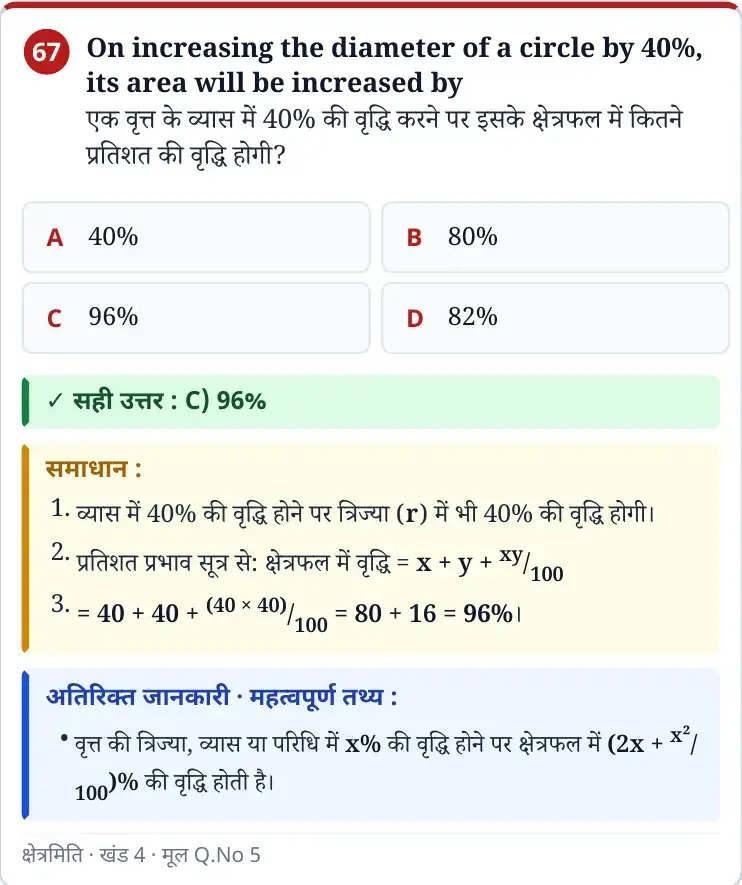 67 On increasing the diameter of a circle by 40%,
its area will be increased by
एक वृत्त के व्यास में 40% की वृद्धि करने पर इसके क्षेत्रफल में कितने
प्रतिशत की वृद्धि होगी?
A 40% B 80%
C 96% D 82%
✓ सही उत्तर : C) 96%
समाधान :
1. व्यास में 40% की वृद्धि होने पर त्रिज्या (r) में भी 40% की वृद्धि होगी।
2. प्रतिशत प्रभाव सूत्र से: क्षेत्रफल में वृद्धि = x + y + xy/100
3. = 40 + 40 + (40 × 40)/100 = 80 + 16 = 96%।
अतिरिक्त जानकारी · महत्वपूर्ण तथ्य :
• वृत्त की त्रिज्या, व्यास या परिधि में x% की वृद्धि होने पर क्षेत्रफल में (2x + x²/
100)% की वृद्धि होती है।
क्षेत्रमिति · खंड 4 · मूल Q.No 5